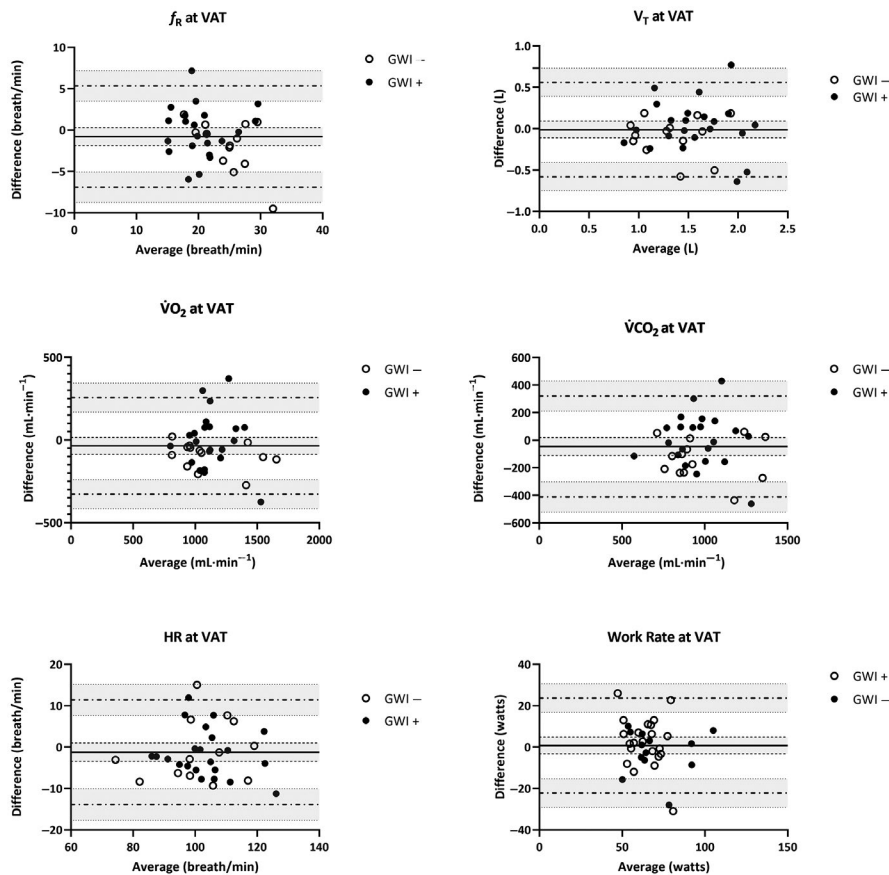 fR at VAT
Difference (breath/min)
10
5
0
−5
−10
0
10
20
30
40
Average (breath/min)
GWI −
GWI +
VT at VAT
Difference (L)
1.0
0.5
0.0
−0.5
−1.0
0.0
0.5
1.0
1.5
2.0
2.5
Average (L)
GWI −
GWI +
V̇O2 at VAT
Difference (mL·min−1)
500
0
−500
0
500
1000
1500
2000
Average (mL·min−1)
GWI −
GWI +
V̇CO2 at VAT
Difference (mL·min−1)
600
400
200
0
−200
−400
−600
0
500
1000
1500
Average (mL·min−1)
GWI −
GWI +
HR at VAT
Difference (breath/min)
20
10
0
−10
−20
60
80
100
120
140
Average (breath/min)
GWI −
GWI +
Work Rate at VAT
Difference (watts)
40
20
0
−20
−40
0
50
100
150
Average (watts)
GWI +
GWI −